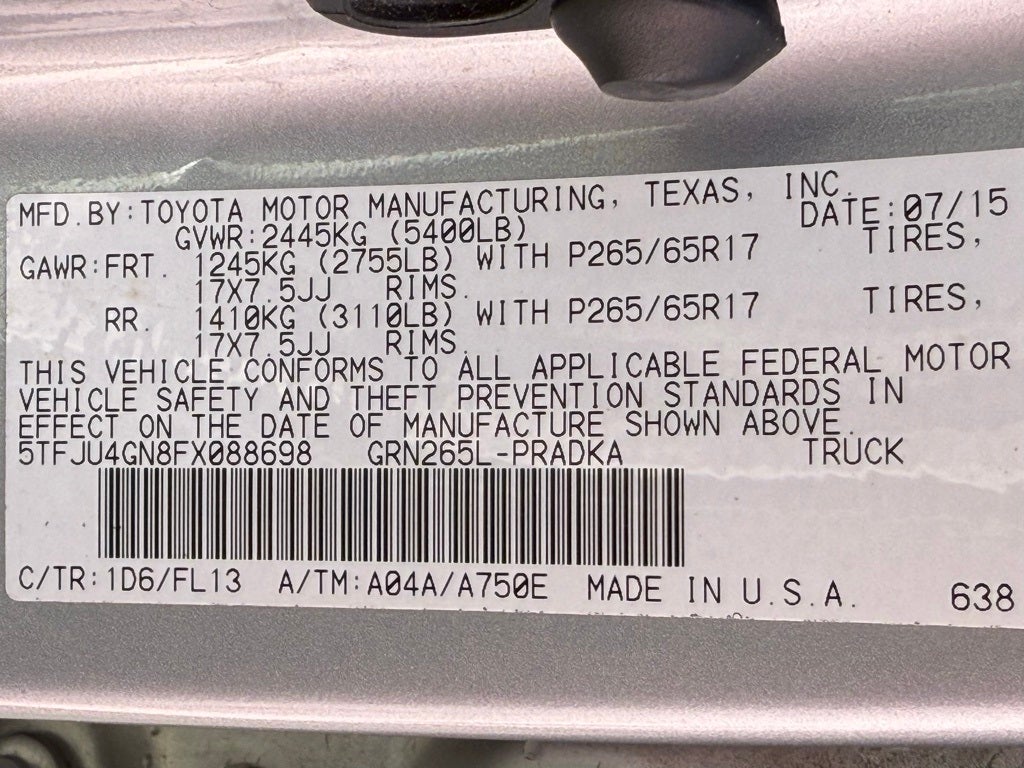 MFD.BY:TOYOTA MOTOR MANUFACTURING, TEXAS, INC.
GVWR:2445KG (5400LB) DATE:07/15
GAWR:FRT. 1245KG (2755LB) WITH P265/65R17 TIRES,
17X7.5JJ RIMS.
RR. 1410KG (3110LB) WITH P265/65R17 TIRES,
17X7.5JJ RIMS.
THIS VEHICLE CONFORMS TO ALL APPLICABLE FEDERAL MOTOR
VEHICLE SAFETY AND THEFT PREVENTION STANDARDS IN
EFFECT ON THE DATE OF MANUFACTURE SHOWN ABOVE.
5TFJU4GN8FX088698 GRN265L-PRADKA TRUCK
C/TR:1D6/FL13 A/TM:A04A/A750E MADE IN U.S.A. 638